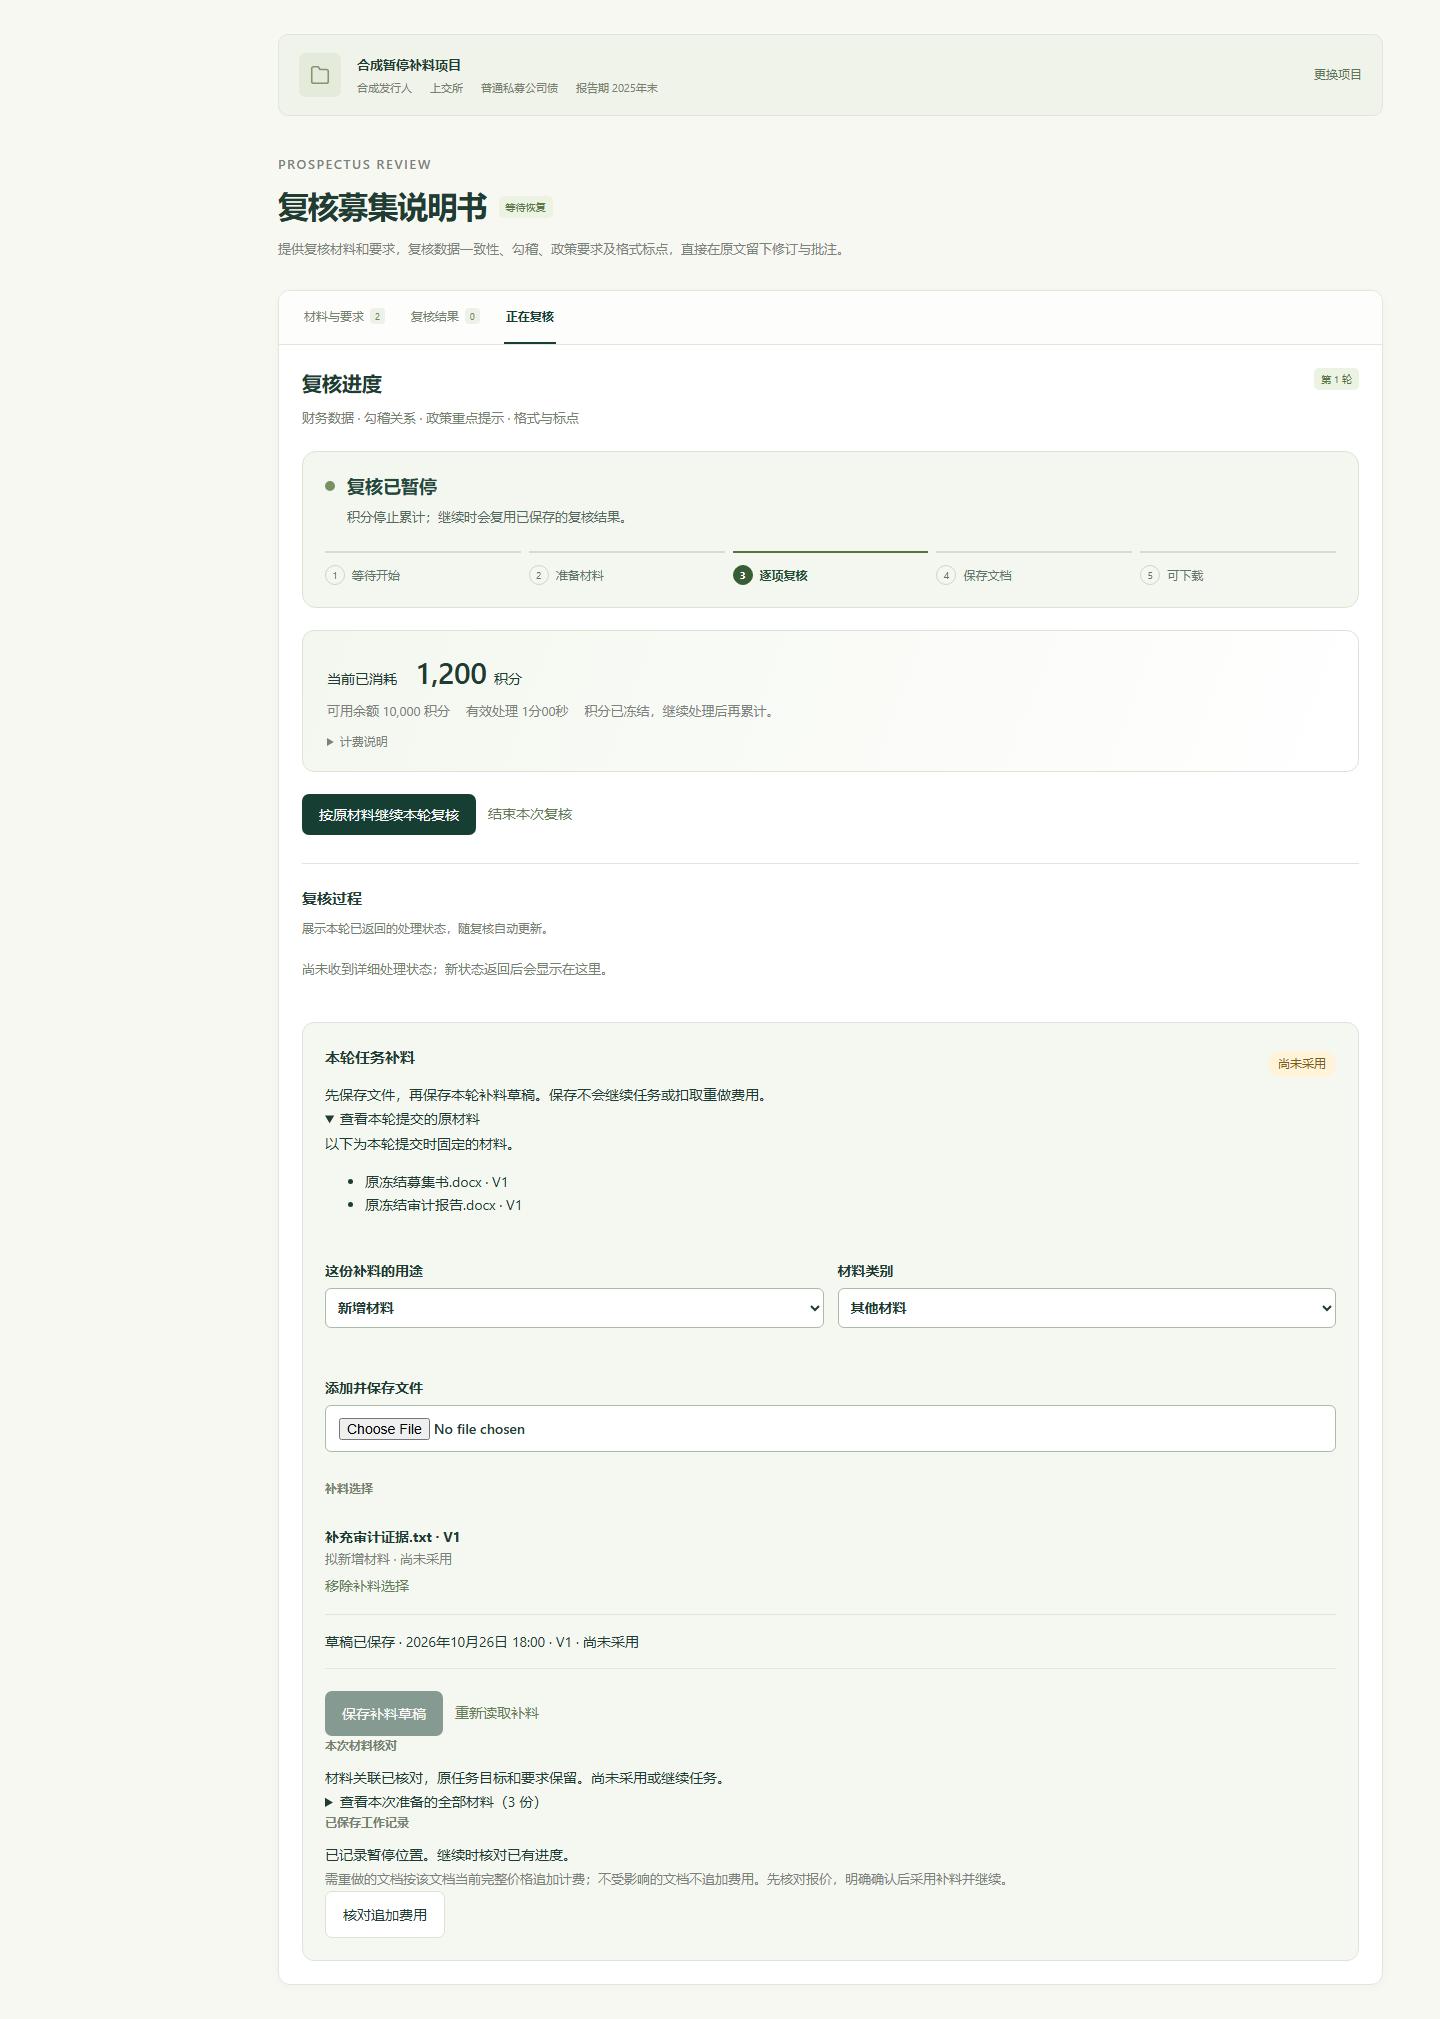 合成暂停补料项目
合成发行人 上交所 普通私募公司债 报告期 2025年末
更换项目
PROSPECTUS REVIEW
复核募集说明书 等待恢复
提供复核材料和要求，复核数据一致性、勾稽、政策要求及格式标点，直接在原文留下修订与批注。
材料与要求 2 复核结果 0 正在复核
复核进度
第 1 轮
财务数据 · 勾稽关系 · 政策重点提示 · 格式与标点
复核已暂停
积分停止累计；继续时会复用已保存的复核结果。
1 等待开始 2 准备材料 3 逐项复核 4 保存文档 5 可下载
当前已消耗 1,200 积分
可用余额 10,000 积分 有效处理 1分00秒 积分已冻结，继续处理后再累计。
计费说明
按原材料继续本轮复核 结束本次复核
复核过程
展示本轮已返回的处理状态，随复核自动更新。
尚未收到详细处理状态；新状态返回后会显示在这里。
本轮任务补料
尚未采用
先保存文件，再保存本轮补料草稿。保存不会继续任务或扣取重做费用。
查看本轮提交的原材料
以下为本轮提交时固定的材料。
原冻结募集书.docx · V1
原冻结审计报告.docx · V1
这份补料的用途 材料类别
新增材料 其他材料
添加并保存文件
Choose File No file chosen
补料选择
补充审计证据.txt · V1
拟新增材料 · 尚未采用
移除补料选择
草稿已保存 · 2026年10月26日 18:00 · V1 · 尚未采用
保存补料草稿 重新读取补料
本次材料核对
材料关联已核对，原任务目标和要求保留。尚未采用或继续任务。
查看本次准备的全部材料（3 份）
已保存工作记录
已记录暂停位置。继续时核对已有进度。
需重做的文档按该文档当前完整价格追加计费；不受影响的文档不追加费用。先核对报价，明确确认后采用补料并继续。
核对追加费用